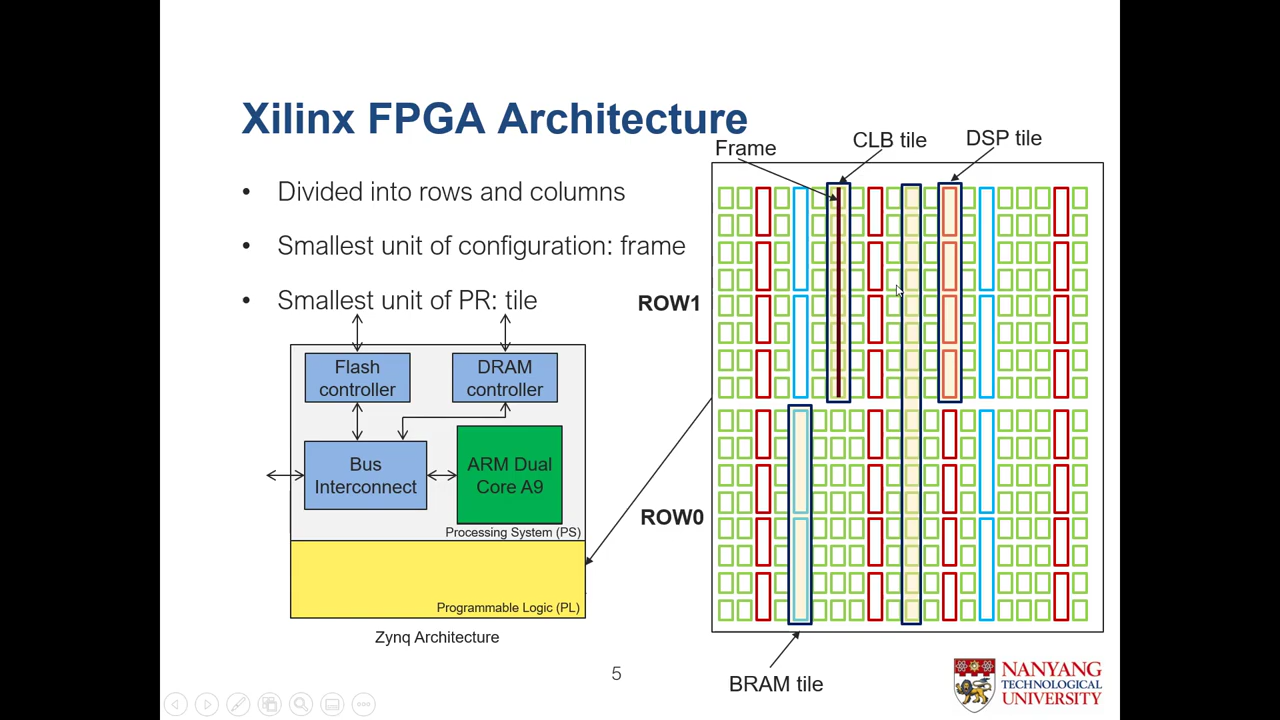 Xilinx FPGA Architecture
• Divided into rows and columns
• Smallest unit of configuration: frame
• Smallest unit of PR: tile
Flash
controller
DRAM
controller
Bus
Interconnect
ARM Dual
Core A9
Processing System (PS)
Programmable Logic (PL)
Zynq Architecture
Frame
CLB tile
DSP tile
ROW1
ROW0
BRAM tile
5
NANYANG
TECHNOLOGICAL
UNIVERSITY